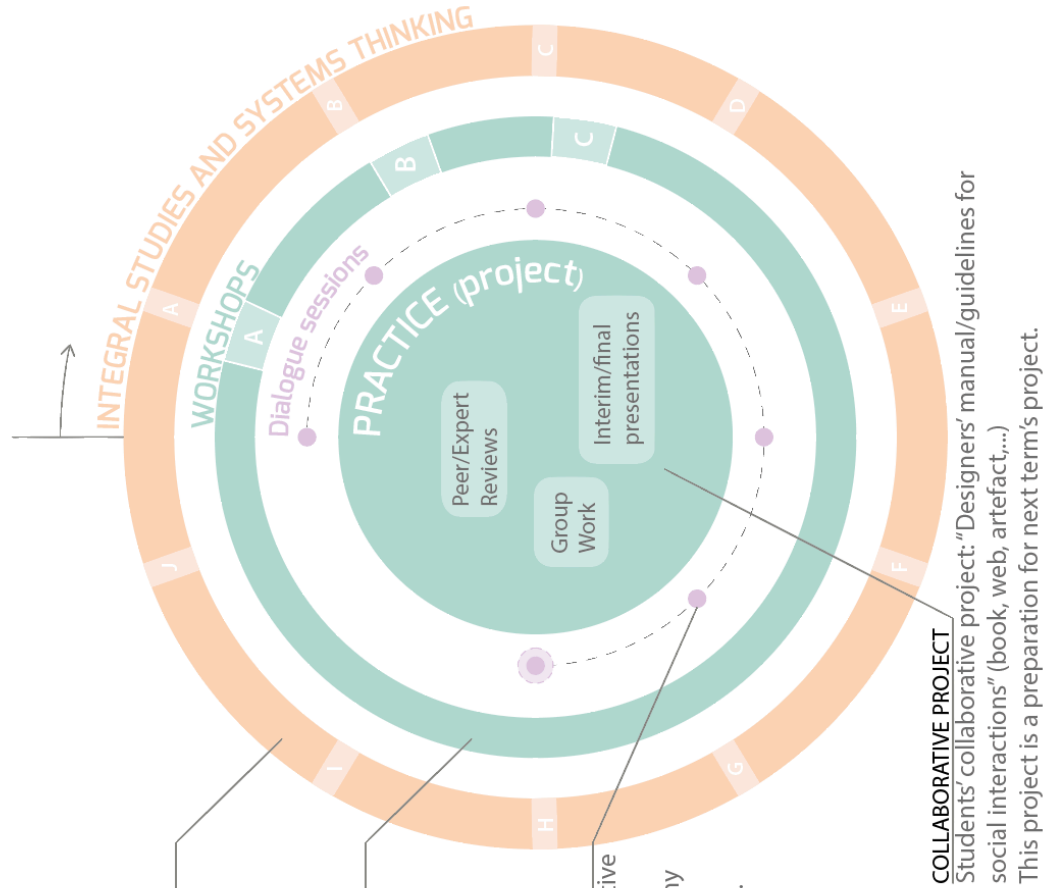 INTEGRAL STUDIES AND SYSTEMS THINKING
A
B
C
D
E
F
G
H
I
J
WORKSHOPS
A
B
C
Dialogue sessions
PRACTICE (project)
Peer/Expert
Reviews
Group
Work
Interim/final
presentations
COLLABORATIVE PROJECT
Students’ collaborative project: “Designers’ manual/guidelines for
social interactions” (book, web, artefact,...)
This project is a preparation for next term’s project.